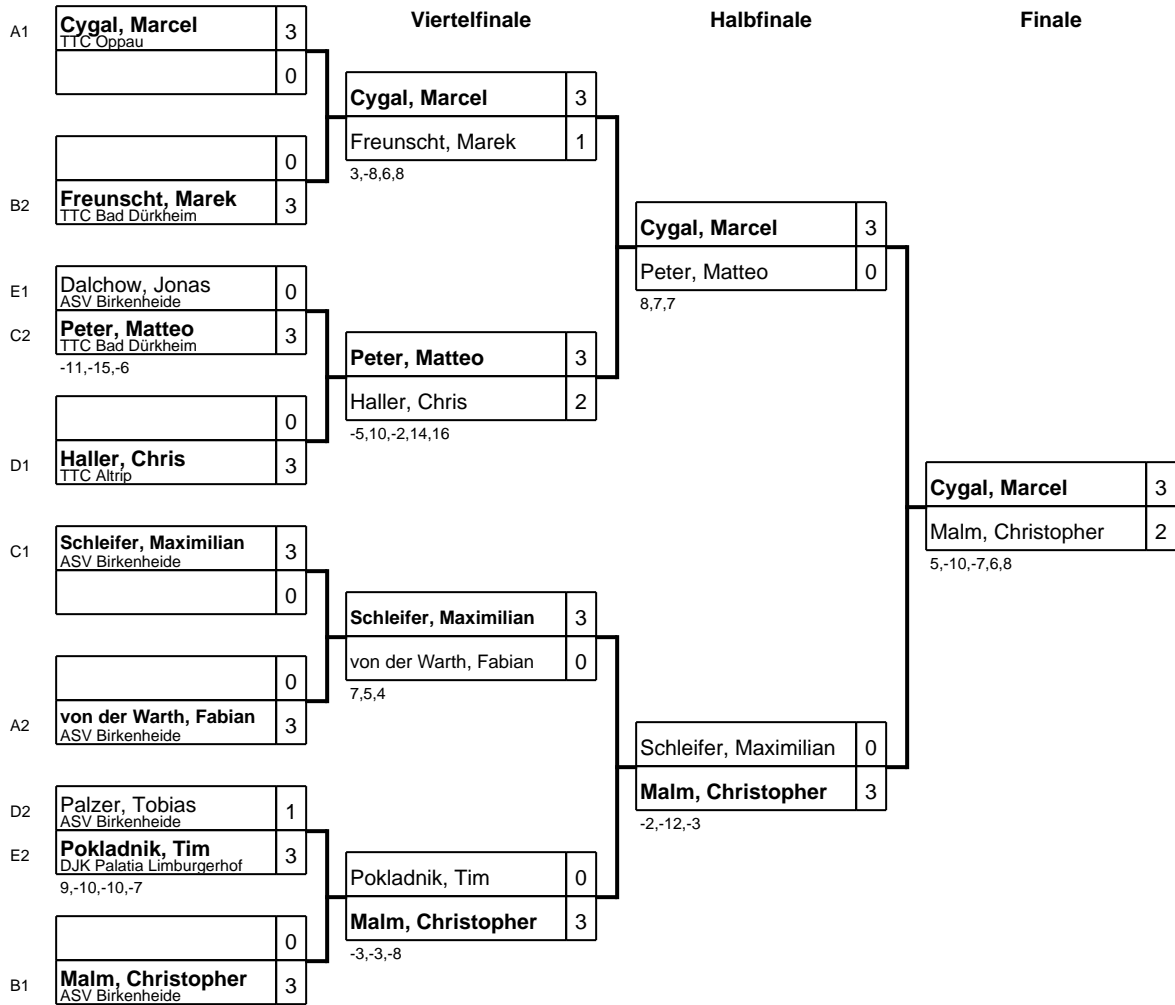 Viertelfinale Halbfinale Finale
A1 Cygal, Marcel 3
TTC Oppau
0
0
B2 Freunscht, Marek 3
TTC Bad Dürkheim
E1 Dalchow, Jonas 0
ASV Birkenheide
C2 Peter, Matteo 3
TTC Bad Dürkheim
-11,-15,-6
0
D1 Haller, Chris 3
TTC Altrip
C1 Schleifer, Maximilian 3
ASV Birkenheide
0
0
A2 von der Warth, Fabian 3
ASV Birkenheide
D2 Palzer, Tobias 1
ASV Birkenheide
E2 Pokladnik, Tim 3
DJK Palatia Limburgerhof
9,-10,-10,-7
0
B1 Malm, Christopher 3
ASV Birkenheide
Cygal, Marcel 3
Freunscht, Marek 1
3,-8,6,8
Peter, Matteo 3
Haller, Chris 2
-5,10,-2,14,16
Schleifer, Maximilian 3
von der Warth, Fabian 0
7,5,4
Pokladnik, Tim 0
Malm, Christopher 3
-3,-3,-8
Cygal, Marcel 3
Peter, Matteo 0
8,7,7
Schleifer, Maximilian 0
Malm, Christopher 3
-2,-12,-3
Cygal, Marcel 3
Malm, Christopher 2
5,-10,-7,6,8